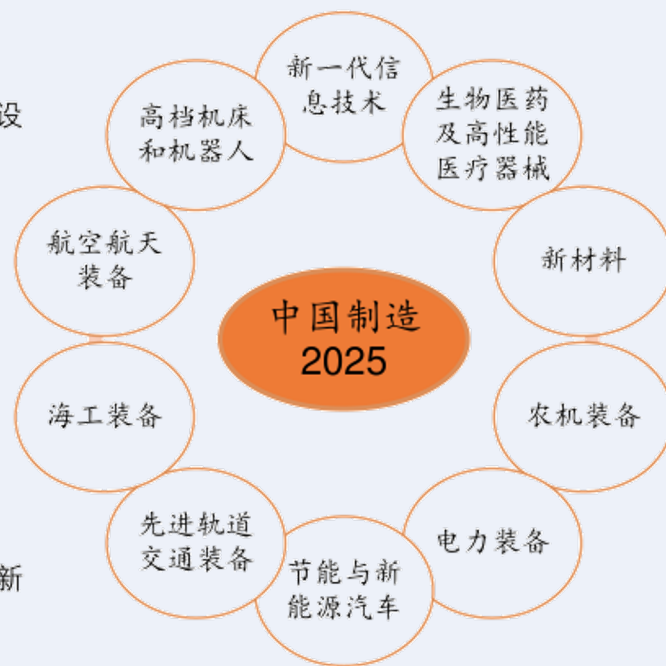 设
新一代信
息技术
生物医药
及高性能
医疗器械
新材料
农机装备
电力装备
节能与新
能源汽车
先进轨道
交通装备
海工装备
航空航天
装备
高档机床
和机器人
中国制造
2025
新